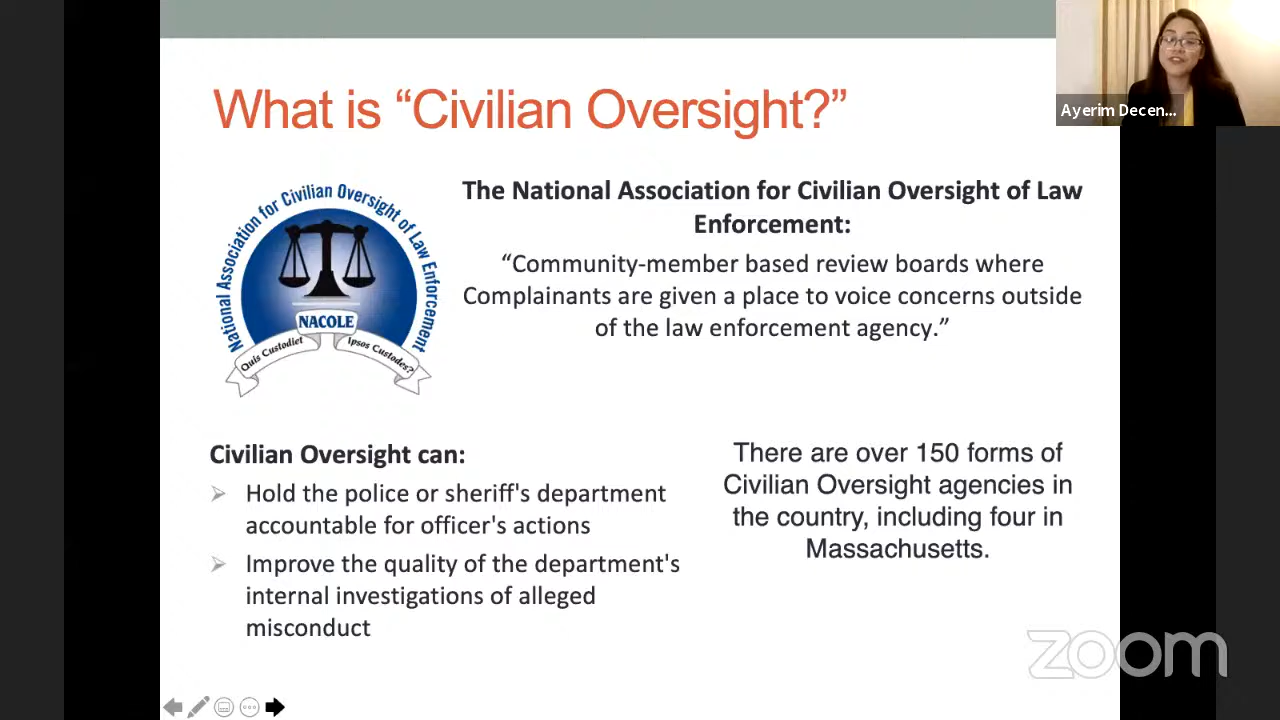 What is “Civilian Oversight?”
Ayerim Decen...
National Association for Civilian Oversight of Law Enforcement
NACOLE
Quis Custodiet
Ipsos Custodes?
The National Association for Civilian Oversight of Law
Enforcement:
“Community-member based review boards where
Complainants are given a place to voice concerns outside
of the law enforcement agency.”
Civilian Oversight can:
Hold the police or sheriff's department
accountable for officer's actions
Improve the quality of the department's
internal investigations of alleged
misconduct
There are over 150 forms of
Civilian Oversight agencies in
the country, including four in
Massachusetts.
zoom